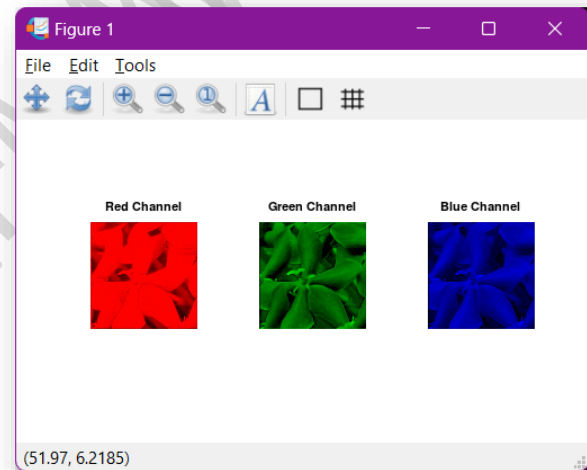 Figure 1
File Edit Tools
A
Red Channel Green Channel Blue Channel
(51.97, 6.2185)